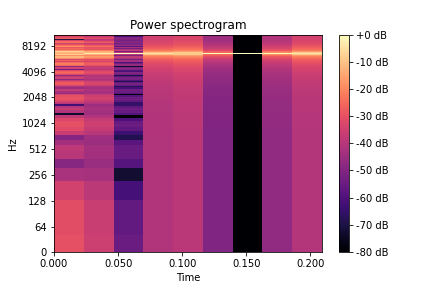 Power spectrogram
8192
4096
2048
1024
512
256
128
64
0
Hz
0.000 0.050 0.100 0.150 0.200
Time
+0 dB
-10 dB
-20 dB
-30 dB
-40 dB
-50 dB
-60 dB
-70 dB
-80 dB